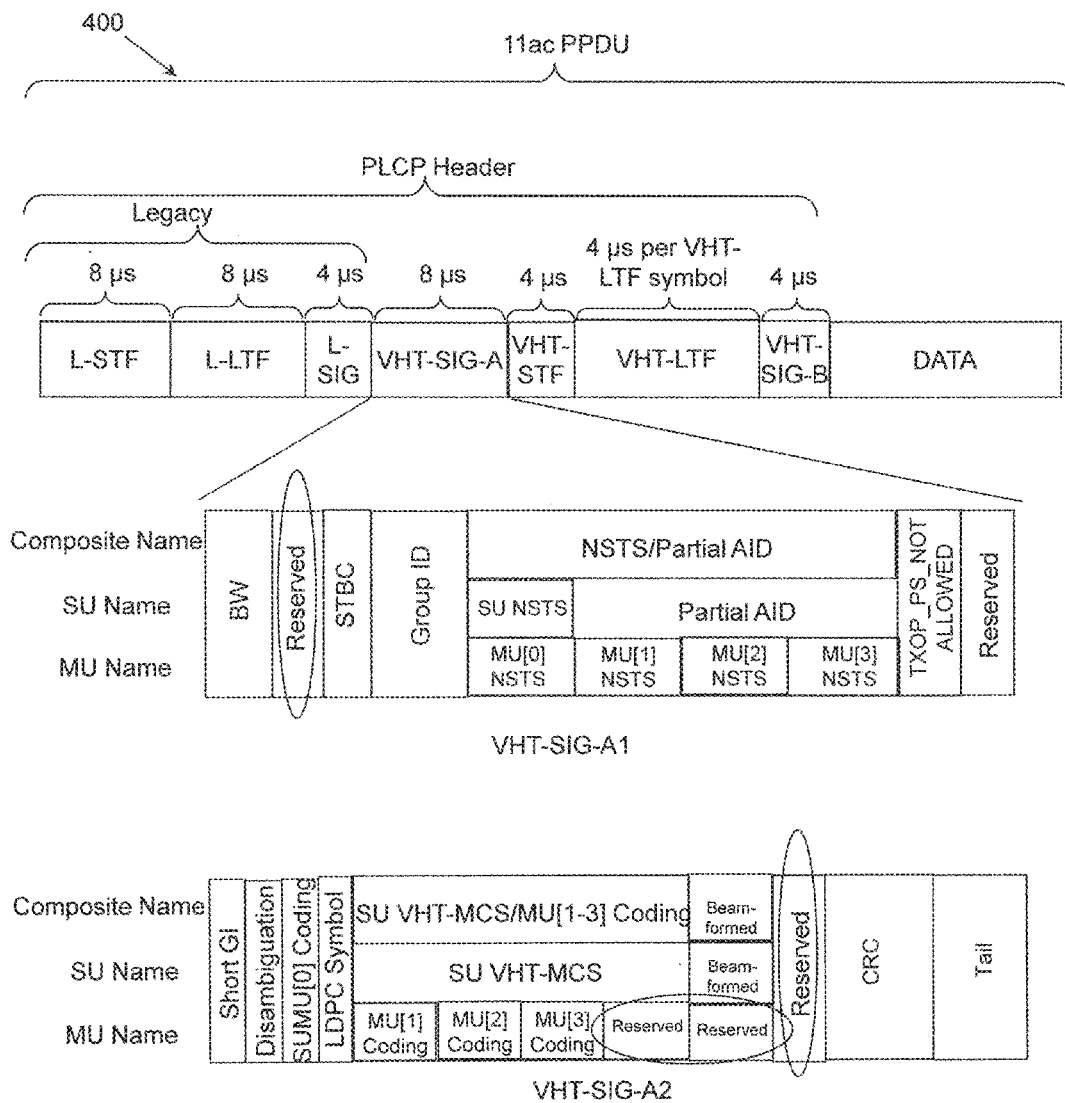 400
11ac PPDU
PLCP Header
Legacy
8 µs
8 µs
4 µs
8 µs
4 µs
4 µs per VHT-
LTF symbol
4 µs
L-STF
L-LTF
L-
SIG
VHT-SIG-A
VHT-
STF
VHT-LTF
VHT-
SIG-B
DATA
Composite Name
SU Name
MU Name
BW
Reserved
STBC
Group ID
NSTS/Partial AID
SU NSTS
Partial AID
MU[0]
NSTS
MU[1]
NSTS
MU[2]
NSTS
MU[3]
NSTS
TXOP_PS_NOT
ALLOWED
Reserved
VHT-SIG-A1
Composite Name
SU Name
MU Name
Short GI
Disambiguation
SUMU[0] Coding
LDPC Symbol
SU VHT-MCS/MU[1-3] Coding
Beam-
formed
SU VHT-MCS
Beam-
formed
MU[1]
Coding
MU[2]
Coding
MU[3]
Coding
Reserved
Reserved
Reserved
CRC
Tail
VHT-SIG-A2